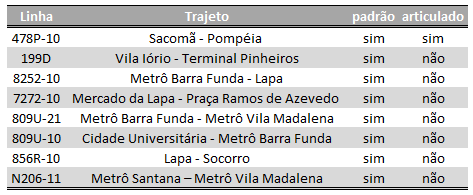 Linha Trajeto padrão articulado
478P-10 Sacomã - Pompéia sim sim
199D Vila Iório - Terminal Pinheiros sim não
8252-10 Metrô Barra Funda - Lapa sim não
7272-10 Mercado da Lapa - Praça Ramos de Azevedo sim não
809U-21 Metrô Barra Funda - Metrô Vila Madalena sim não
809U-10 Cidade Universitária - Metrô Barra Funda sim não
856R-10 Lapa - Socorro sim não
N206-11 Metrô Santana – Metrô Vila Madalena sim não